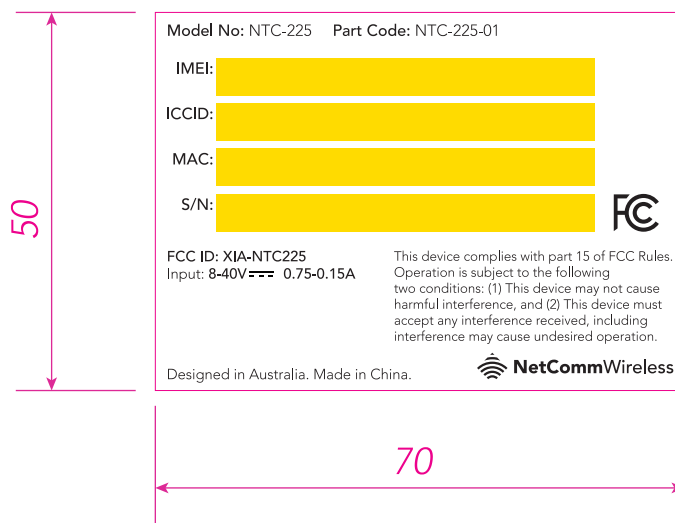 Model No: NTC-225 Part Code: NTC-225-01
IMEI:
ICCID:
MAC:
S/N:
FC
FCC ID: XIA-NTC225
Input: 8-40V 0.75-0.15A
This device complies with part 15 of FCC Rules.
Operation is subject to the following
two conditions: (1) This device may not cause
harmful interference, and (2) This device must
accept any interference received, including
interference may cause undesired operation.
Designed in Australia. Made in China.
NetCommWireless
50
70